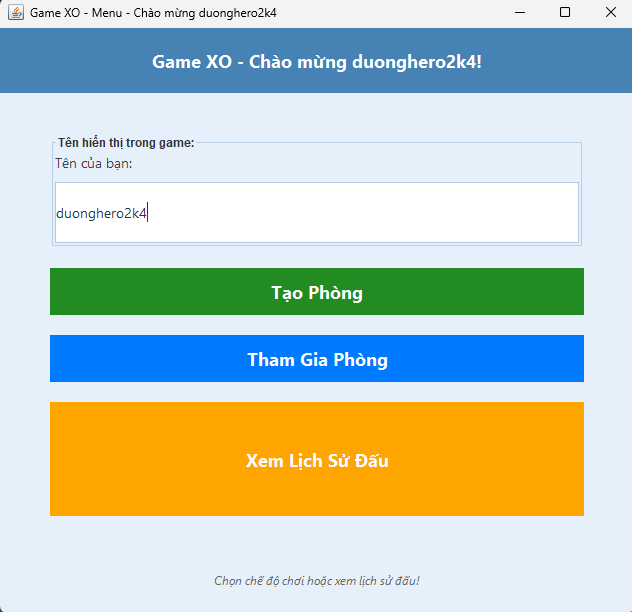 Game XO - Menu - Chào mừng duonghero2k4
Game XO - Chào mừng duonghero2k4!
Tên hiển thị trong game:
Tên của bạn:
duonghero2k4
Tạo Phòng
Tham Gia Phòng
Xem Lịch Sử Đấu
Chọn chế độ chơi hoặc xem lịch sử đấu!